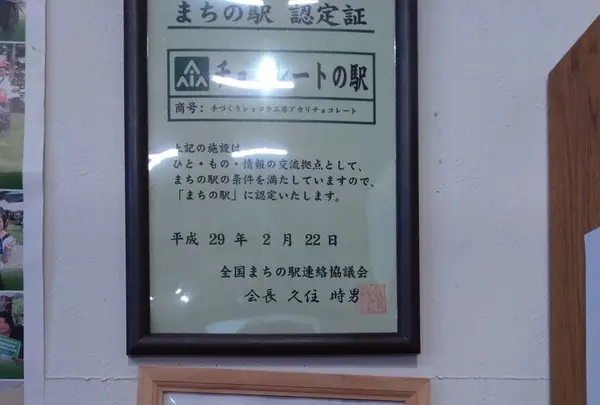 まちの駅 認定証
チョコレートの駅
商号：手づくりショコラ工房アウリチョコレート
上記の施設は、
ひと・もの・情報の交流拠点として、
まちの駅の条件を満たしていますので、
「まちの駅」に認定いたします。
平成 29 年 2 月 22 日
全国まちの駅連絡協議会
会長 久住 時男